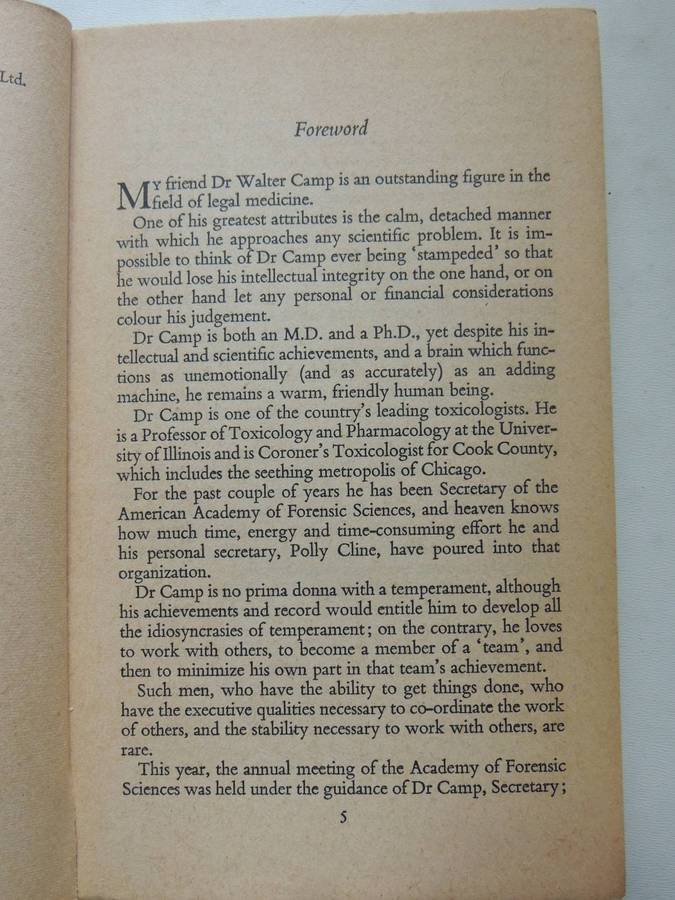 Ltd.
Foreword
MY friend Dr Walter Camp is an outstanding figure in the
field of legal medicine.
One of his greatest attributes is the calm, detached manner
with which he approaches any scientific problem. It is im-
possible to think of Dr Camp ever being ‘stampeded’ so that
he would lose his intellectual integrity on the one hand, or on
the other hand let any personal or financial considerations
colour his judgement.
Dr Camp is both an M.D. and a Ph.D., yet despite his in-
tellectual and scientific achievements, and a brain which func-
tions as unemotionally (and as accurately) as an adding
machine, he remains a warm, friendly human being.
Dr Camp is one of the country's leading toxicologists. He
is a Professor of Toxicology and Pharmacology at the Univer-
sity of Illinois and is Coroner's Toxicologist for Cook County,
which includes the seething metropolis of Chicago.
For the past couple of years he has been Secretary of the
American Academy of Forensic Sciences, and heaven knows
how much time, energy and time-consuming effort he and
his personal secretary, Polly Cline, have poured into that
organization.
Dr Camp is no prima donna with a temperament, although
his achievements and record would entitle him to develop all
the idiosyncrasies of temperament; on the contrary, he loves
to work with others, to become a member of a ‘team’, and
then to minimize his own part in that team's achievement.
Such men, who have the ability to get things done, who
have the executive qualities necessary to co-ordinate the work
of others, and the stability necessary to work with others, are
rare.
This year, the annual meeting of the Academy of Forensic
Sciences was held under the guidance of Dr Camp, Secretary;
5